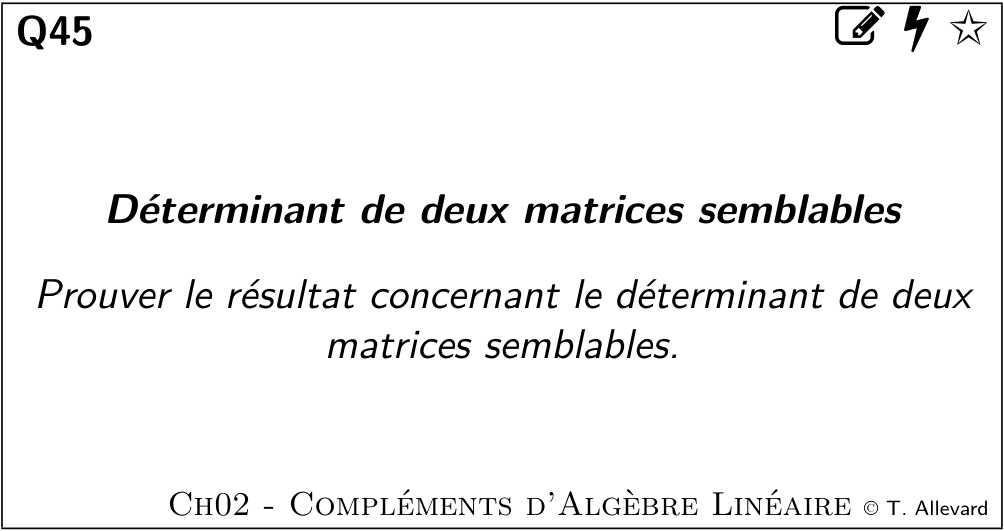 Q45
Déterminant de deux matrices semblables
Prouver le résultat concernant le déterminant de deux
matrices semblables.
Ch02 - Compléments d'Algèbre Linéaire © T. Allevard